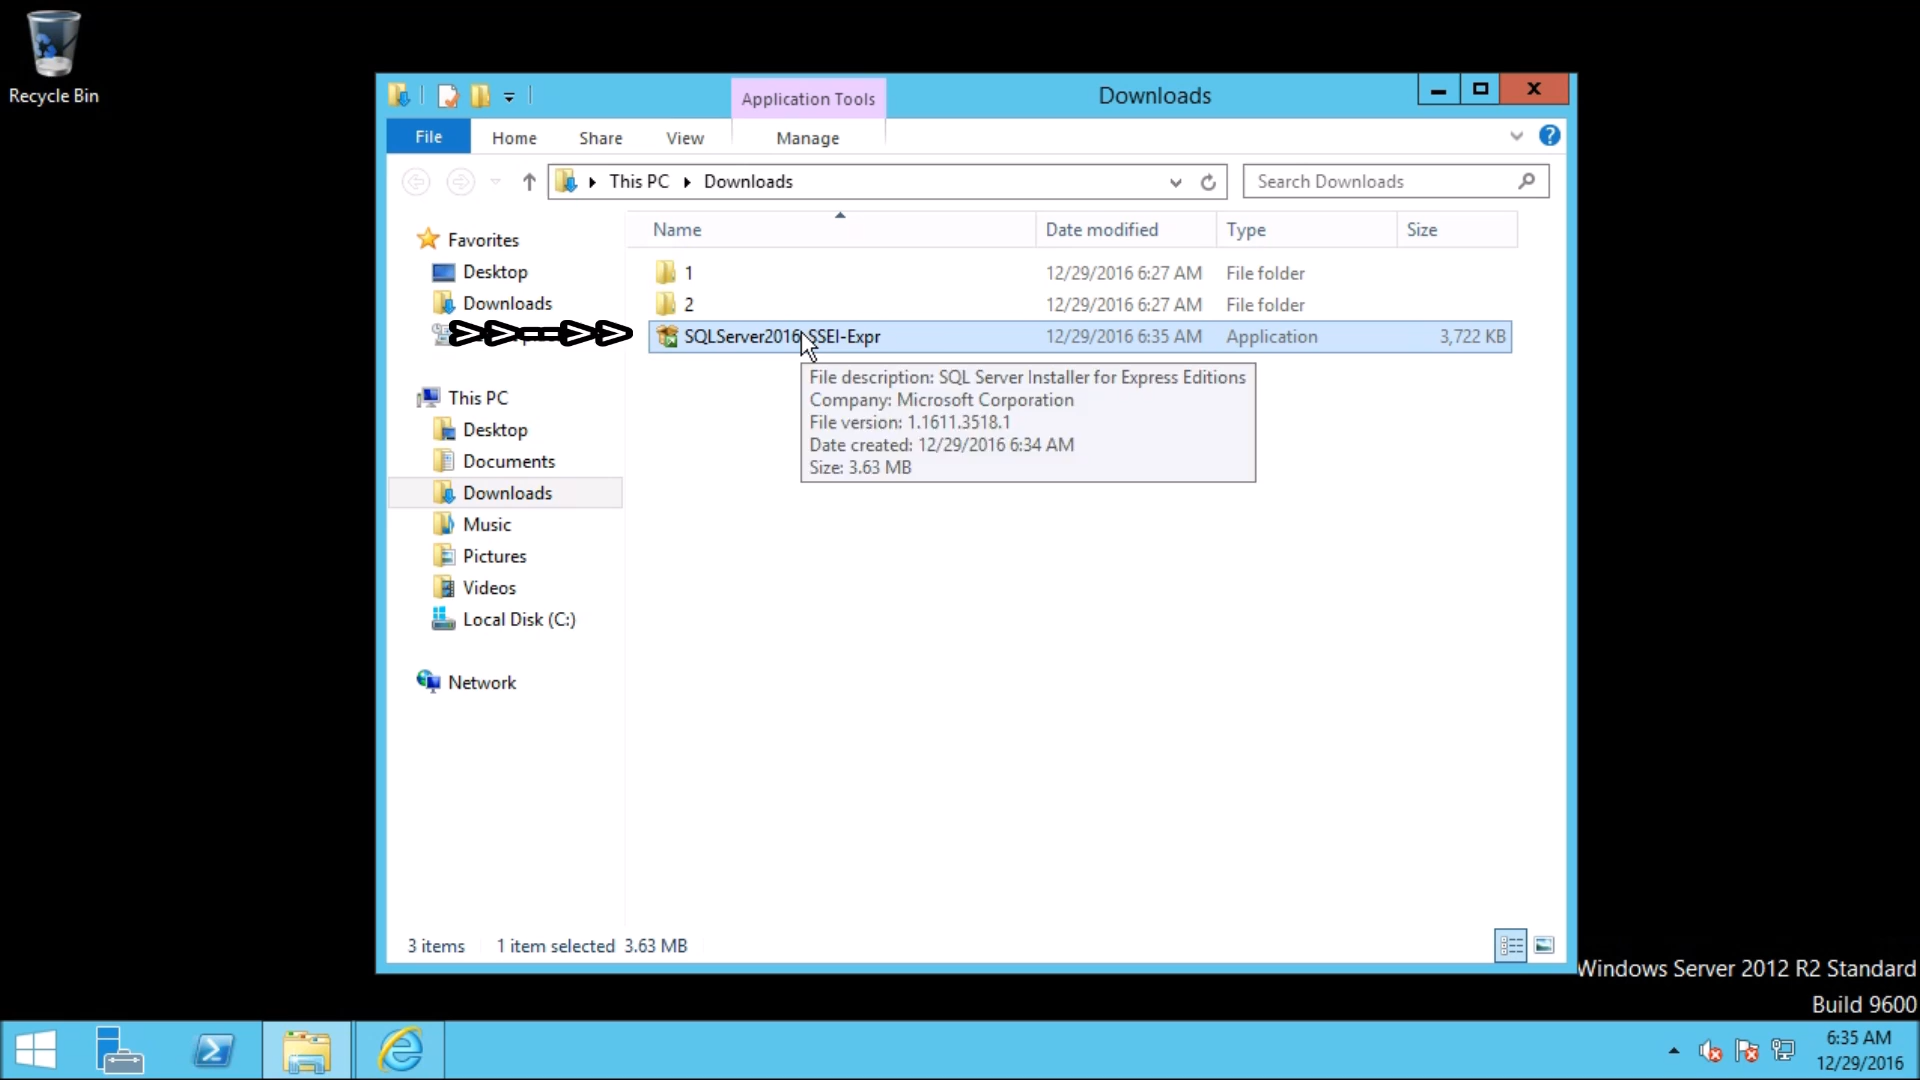 Recycle Bin
Application Tools
Downloads
File
Home
Share
View
Manage
This PC
Downloads
Search Downloads
Name
Date modified
Type
Size
Favorites
Desktop
Downloads
This PC
Desktop
Documents
Downloads
Music
Pictures
Videos
Local Disk (C:)
Network
1 12/29/2016 6:27 AM File folder
2 12/29/2016 6:27 AM File folder
SQLServer2016-SSEI-Expr 12/29/2016 6:35 AM Application 3,722 KB
File description: SQL Server Installer for Express Editions
Company: Microsoft Corporation
File version: 1.1611.3518.1
Date created: 12/29/2016 6:34 AM
Size: 3.63 MB
3 items 1 item selected 3.63 MB
Windows Server 2012 R2 Standard
Build 9600
6:35 AM
12/29/2016